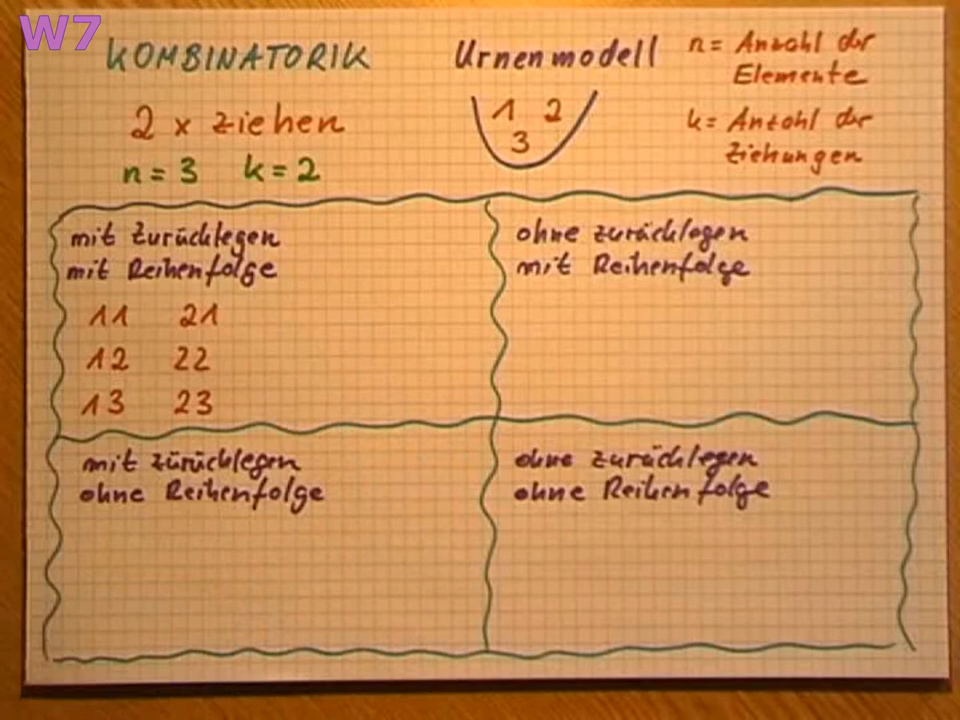 W7
KOMBINATORIK
Urnenmodell
n = Anzahl der
Elemente
k = Anzahl der
Ziehungen
2 x ziehen
n = 3 k = 2
1 2
3
mit Zurücklegen
mit Reihenfolge
11 21
12 22
13 23
ohne zurücklegen
mit Reihenfolge
mit zürücklegen
ohne Reihenfolge
ohne zurücklegen
ohne Reihenfolge